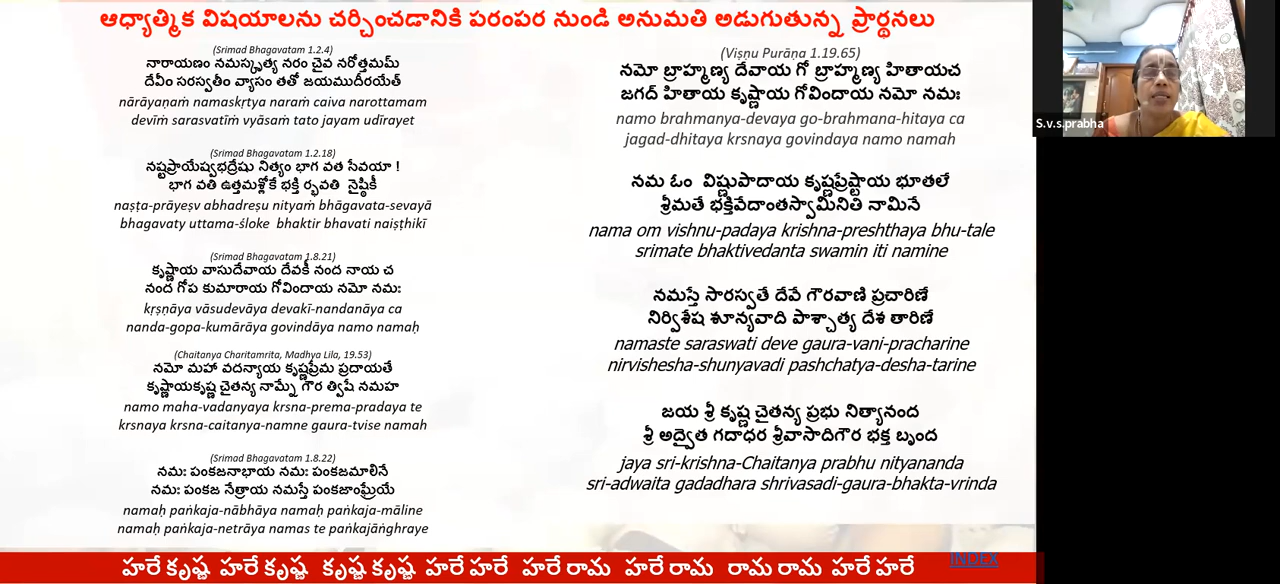 ఆధ్యాత్మిక విషయాలను చర్చించడానికి పరంపర నుండి అనుమతి అడుగుతున్న ప్రార్థనలు
(Srimad Bhagavatam 1.2.4)
నారాయణం నమస్కృత్య నరం చైవ నరోత్తమమ్
దేవీం సరస్వతీం వ్యాసం తతో జయముదీరయేత్
nārāyaṇaṁ namaskṛtya naraṁ caiva narottamam
devīṁ sarasvatīṁ vyāsaṁ tato jayam udīrayet
(Srimad Bhagavatam 1.2.18)
నష్టప్రాయేష్వభద్రేషు నిత్యం భాగ వత సేవయా !
భాగ వతి ఉత్తమశ్లోకే భక్తి ర్భవతి నైష్ఠికీ
naṣṭa-prāyeṣv abhadreṣu nityaṁ bhāgavata-sevayā
bhagavaty uttama-śloke bhaktir bhavati naiṣṭhikī
(Srimad Bhagavatam 1.8.21)
కృష్ణాయ వాసుదేవాయ దేవకీ నంద నాయ చ
నంద గోప కుమారాయ గోవిందాయ నమో నమః
kṛṣṇāya vāsudevāya devakī-nandanāya ca
nanda-gopa-kumārāya govindāya namo namaḥ
(Chaitanya Charitamrita, Madhya Lila, 19.53)
నమో మహా వదన్యాయ కృష్ణప్రేమ ప్రదాయతే
కృష్ణాయకృష్ణ చైతన్య నామ్నే గౌర త్విషే నమహ
namo maha-vadanyaya krsna-prema-pradaya te
krsnaya krsna-caitanya-namne gaura-tvise namah
(Srimad Bhagavatam 1.8.22)
నమః పంకజనాభాయ నమః పంకజమాలినే
నమః పంకజ నేత్రాయ నమస్తే పంకజాంఘ్రేయే
namaḥ paṅkaja-nābhāya namaḥ paṅkaja-māline
namaḥ paṅkaja-netrāya namas te paṅkajāṅghraye
(Viṣṇu Purāṇa 1.19.65)
నమో బ్రాహ్మణ్య దేవాయ గో బ్రాహ్మణ్య హితాయచ
జగద్ హితాయ కృష్ణాయ గోవిందాయ నమో నమః
namo brahmanya-devaya go-brahmana-hitaya ca
jagad-dhitaya krsnaya govindaya namo namah
నమ ఓం విష్ణుపాదాయ కృష్ణప్రేష్టాయ భూతలే
శ్రీమతే భక్తివేదాంతస్వామినితి నామినే
nama om vishnu-padaya krishna-preshthaya bhu-tale
srimate bhaktivedanta swamin iti namine
నమస్తే సారస్వతే దేవే గౌరవాణి ప్రచారిణే
నిర్విశేష శూన్యవాది పాశ్చాత్య దేశ తారిణే
namaste saraswati deve gaura-vani-pracharine
nirvishesha-shunyavadi pashchatya-desha-tarine
జయ శ్రీ కృష్ణ చైతన్య ప్రభు నిత్యానంద
శ్రీ అద్వైత గదాధర శ్రీవాసాదిగౌర భక్త బృంద
jaya sri-krishna-Chaitanya prabhu nityananda
sri-adwaita gadadhara shrivasadi-gaura-bhakta-vrinda
హరే కృష్ణ హరే కృష్ణ కృష్ణ కృష్ణ హరే హరే హరే రామ హరే రామ రామ రామ హరే హరే
INDEX
S.v.s.prabha